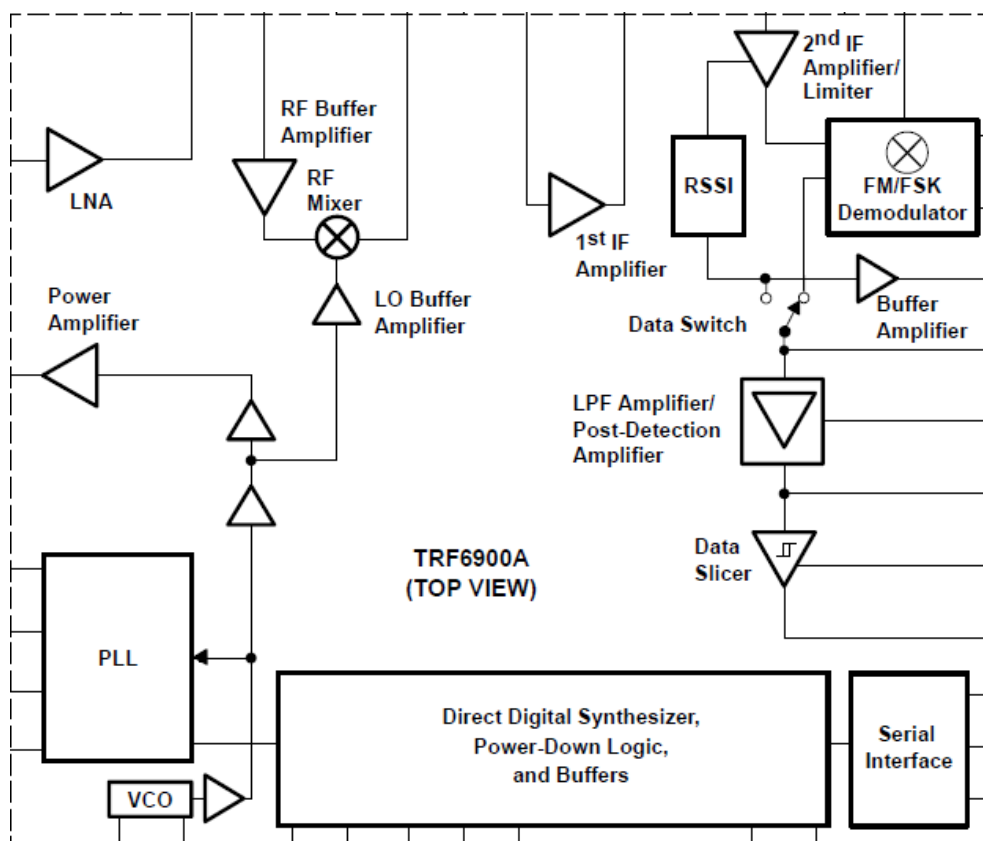 2nd IF
Amplifier/
Limiter
RF Buffer
Amplifier
RF
Mixer
LNA
RSSI
FM/FSK
Demodulator
1st IF
Amplifier
Power
Amplifier
LO Buffer
Amplifier
Data Switch
Buffer
Amplifier
LPF Amplifier/
Post-Detection
Amplifier
TRF6900A
(TOP VIEW)
Data
Slicer
PLL
Direct Digital Synthesizer,
Power-Down Logic,
and Buffers
Serial
Interface
VCO